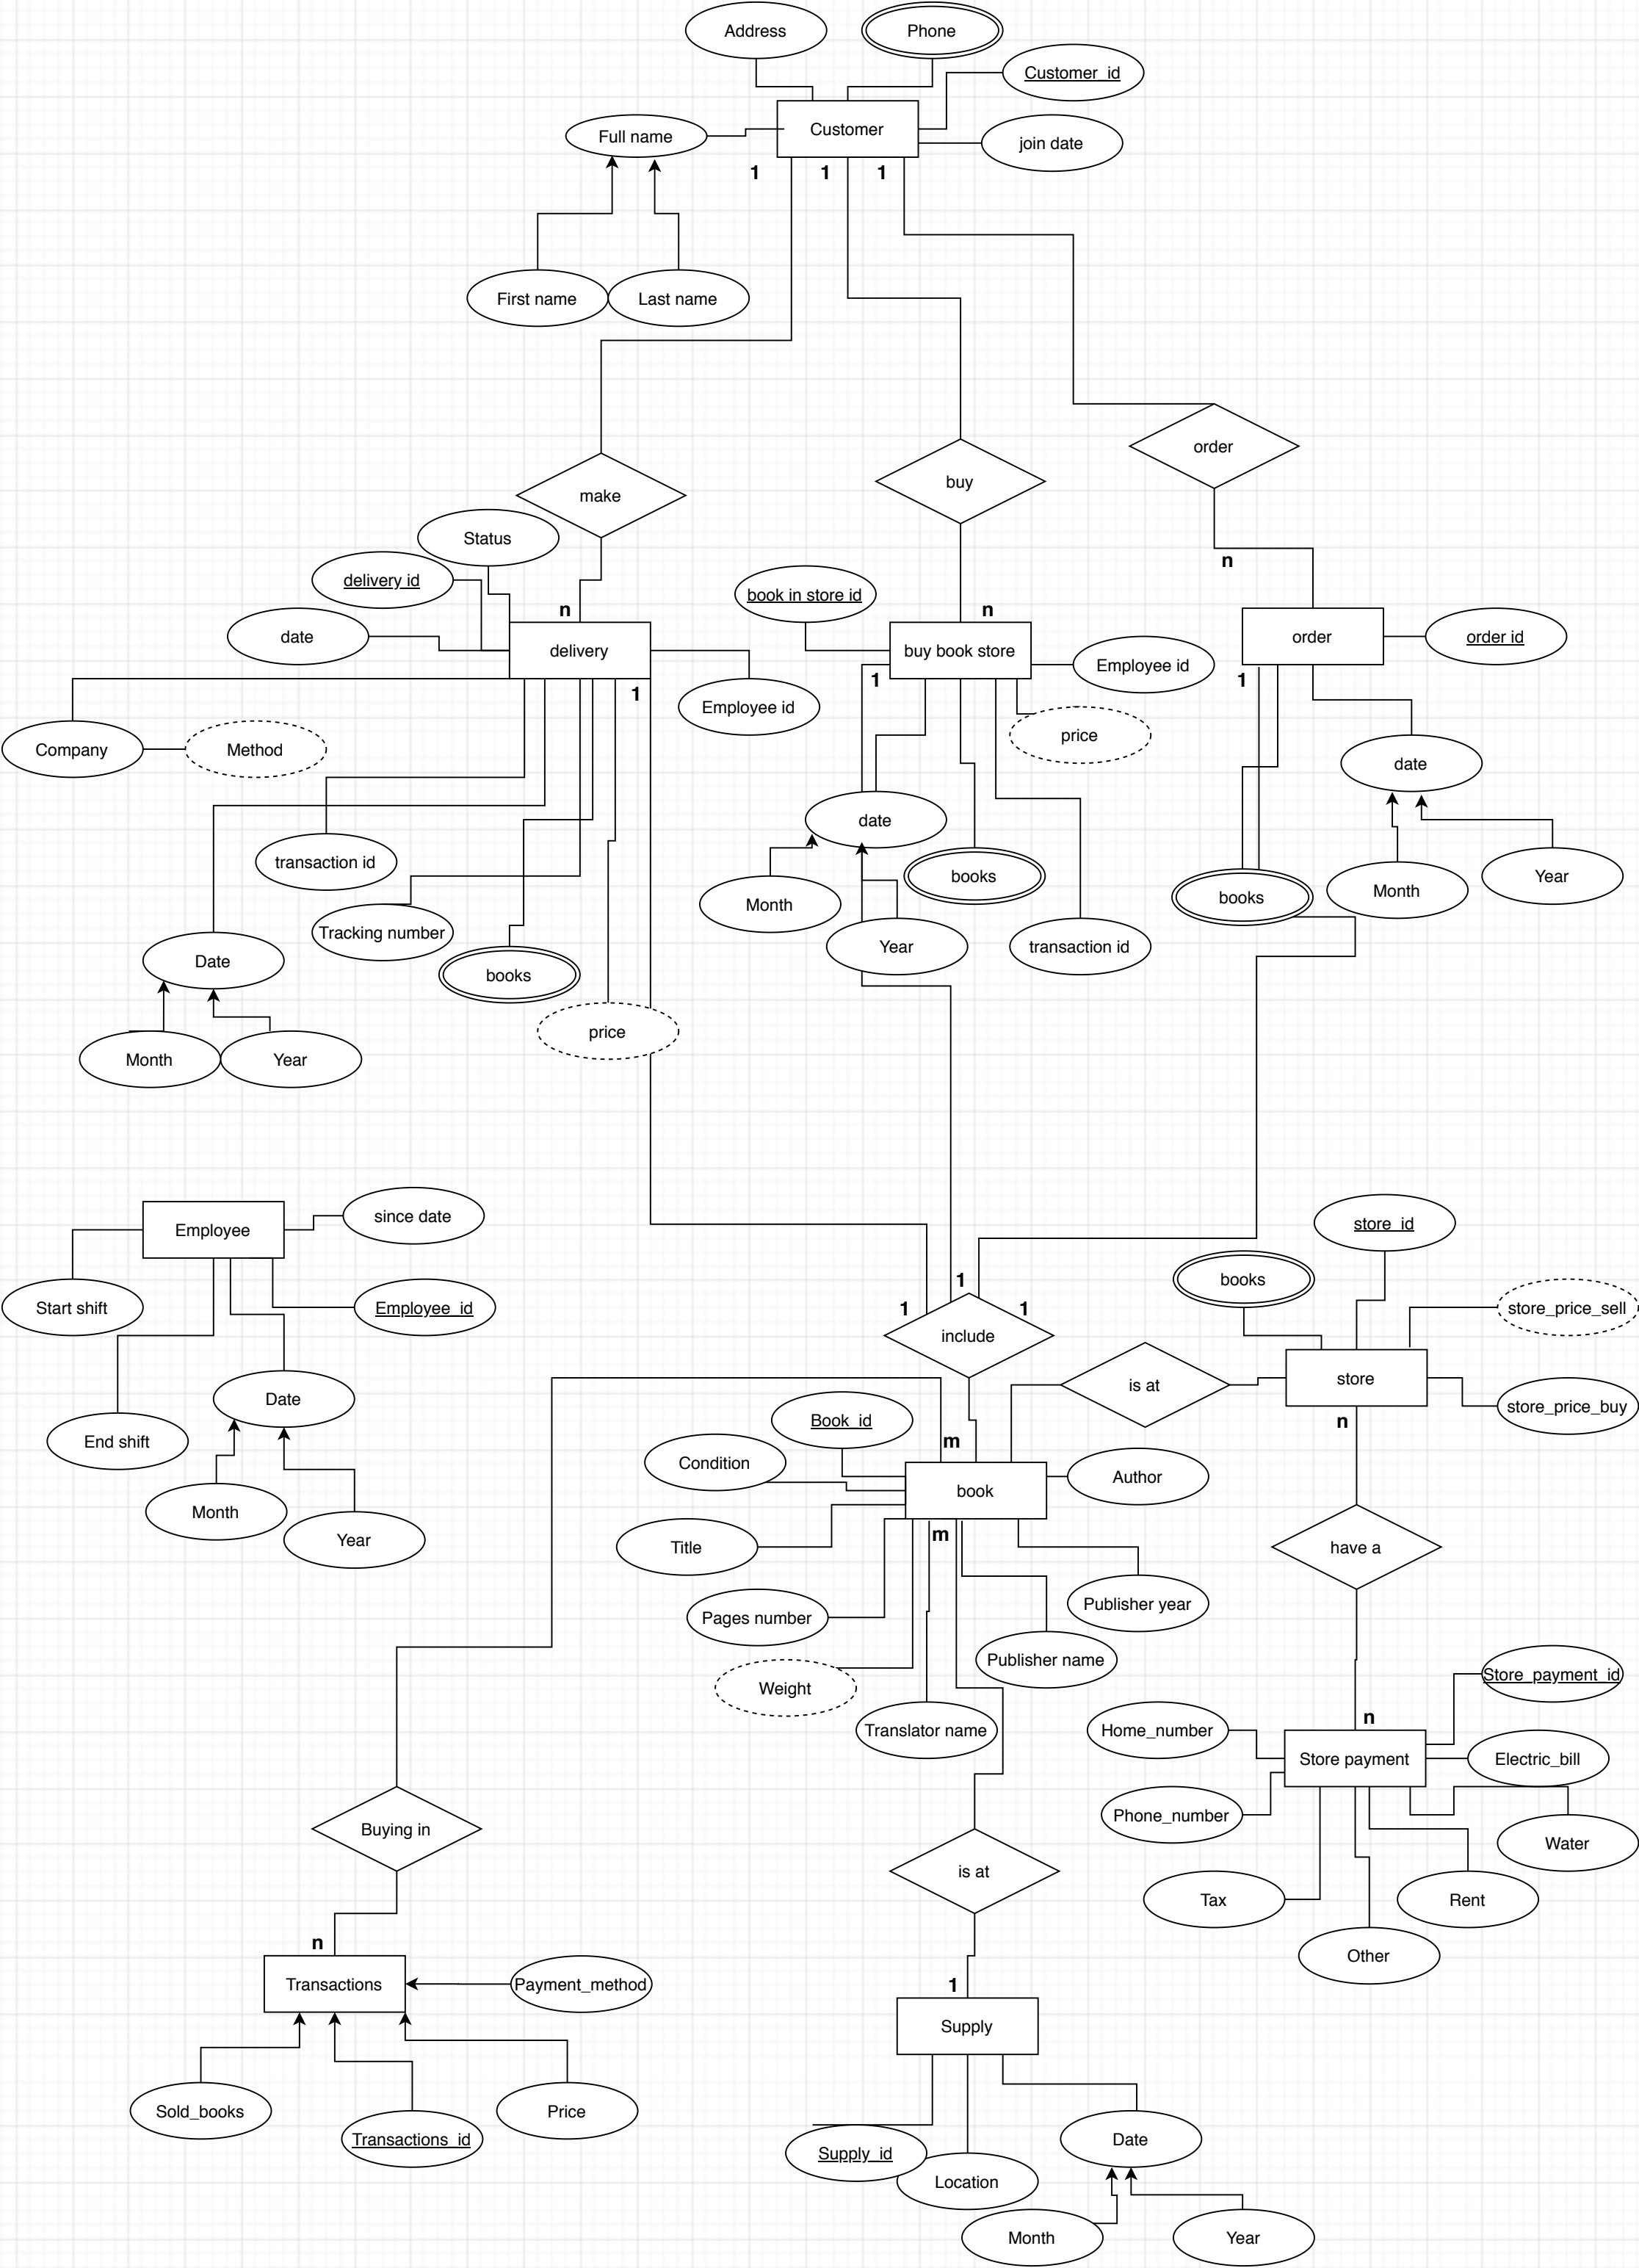 Address
Phone
Customer_id
Customer
Full name
join date
1
1
1
First name
Last name
order
make
buy
Status
n
delivery id
book in store id
n
n
date
delivery
buy book store
order
order id
Employee id
1
1
1
Employee id
Company
Method
price
date
date
transaction id
books
Month
Year
Month
books
Tracking number
Year
transaction id
Date
books
price
Month
Year
since date
Employee
store_id
books
1
Start shift
Employee_id
1
1
store_price_sell
include
is at
store
Date
store_price_buy
Book_id
n
End shift
m
Condition
Author
book
Month
m
Year
Title
have a
Pages number
Publisher year
Publisher name
Store_payment_id
Weight
n
Translator name
Home_number
Store payment
Electric_bill
Phone_number
Buying in
Water
is at
Tax
Rent
n
Other
Transactions
Payment_method
1
Supply
Sold_books
Price
Transactions_id
Date
Supply_id
Location
Month
Year